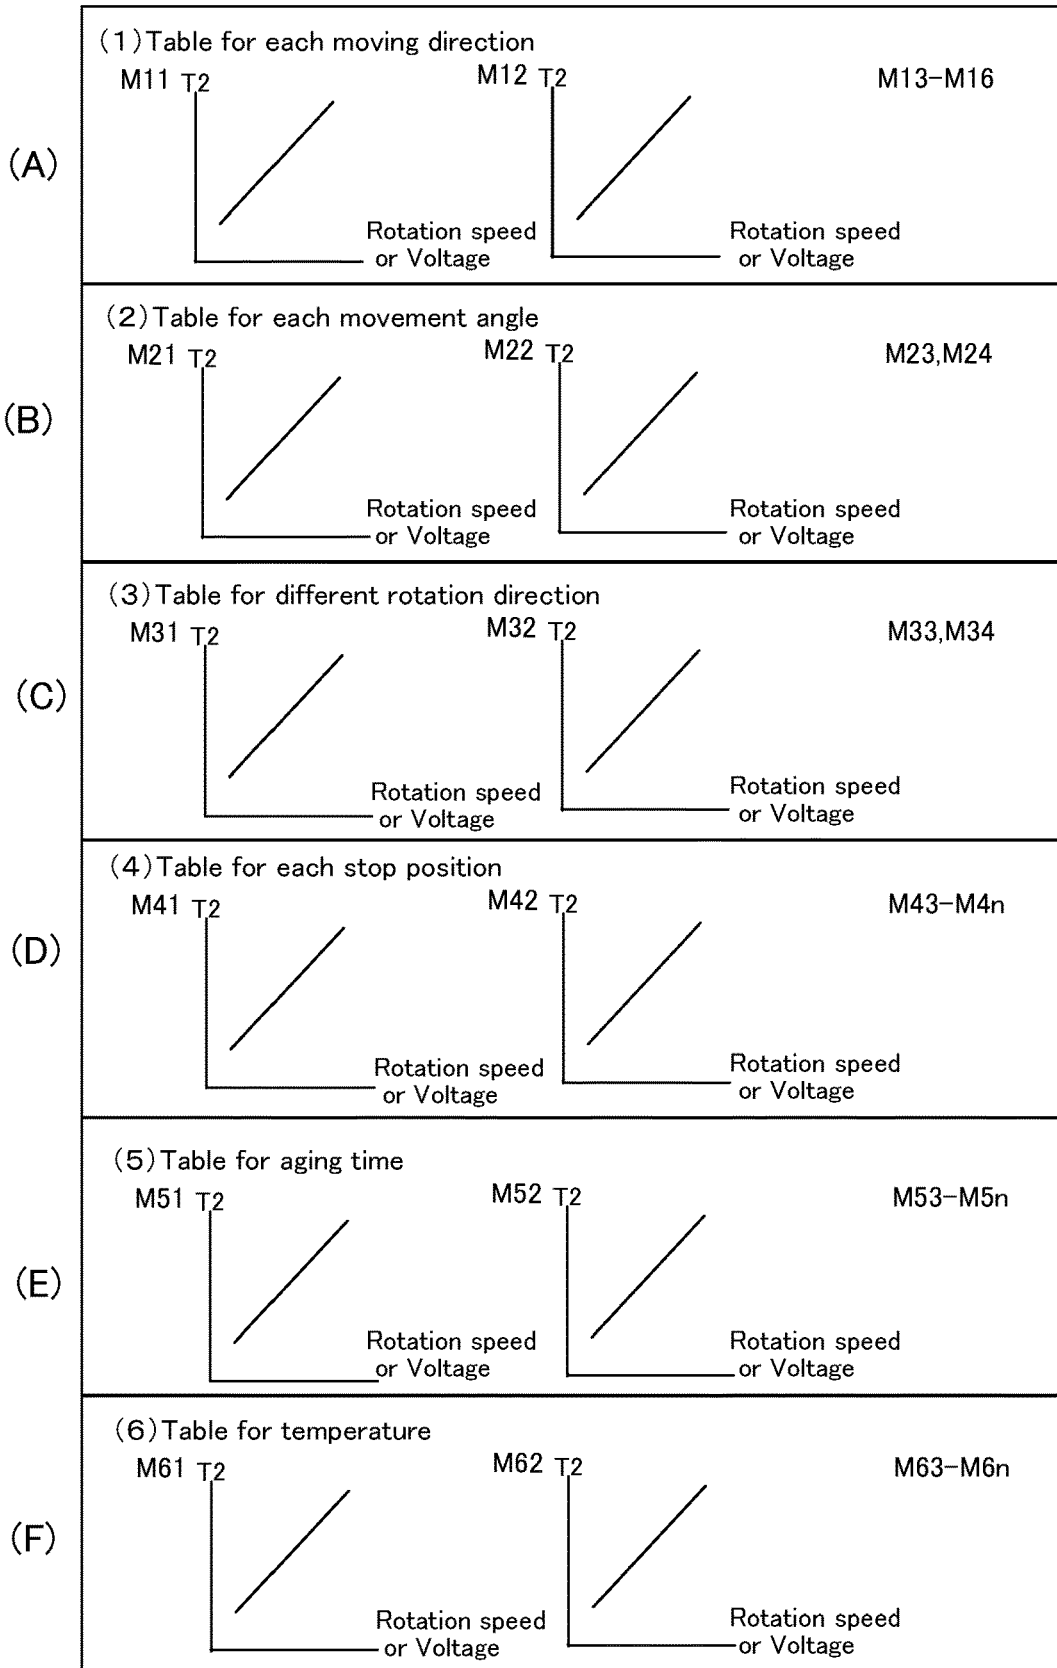 (A)
(1)Table for each moving direction
M11 T2
M12 T2
M13-M16
Rotation speed
or Voltage
Rotation speed
or Voltage
(B)
(2)Table for each movement angle
M21 T2
M22 T2
M23,M24
Rotation speed
or Voltage
Rotation speed
or Voltage
(C)
(3)Table for different rotation direction
M31 T2
M32 T2
M33,M34
Rotation speed
or Voltage
Rotation speed
or Voltage
(D)
(4)Table for each stop position
M41 T2
M42 T2
M43-M4n
Rotation speed
or Voltage
Rotation speed
or Voltage
(E)
(5)Table for aging time
M51 T2
M52 T2
M53-M5n
Rotation speed
or Voltage
Rotation speed
or Voltage
(F)
(6)Table for temperature
M61 T2
M62 T2
M63-M6n
Rotation speed
or Voltage
Rotation speed
or Voltage